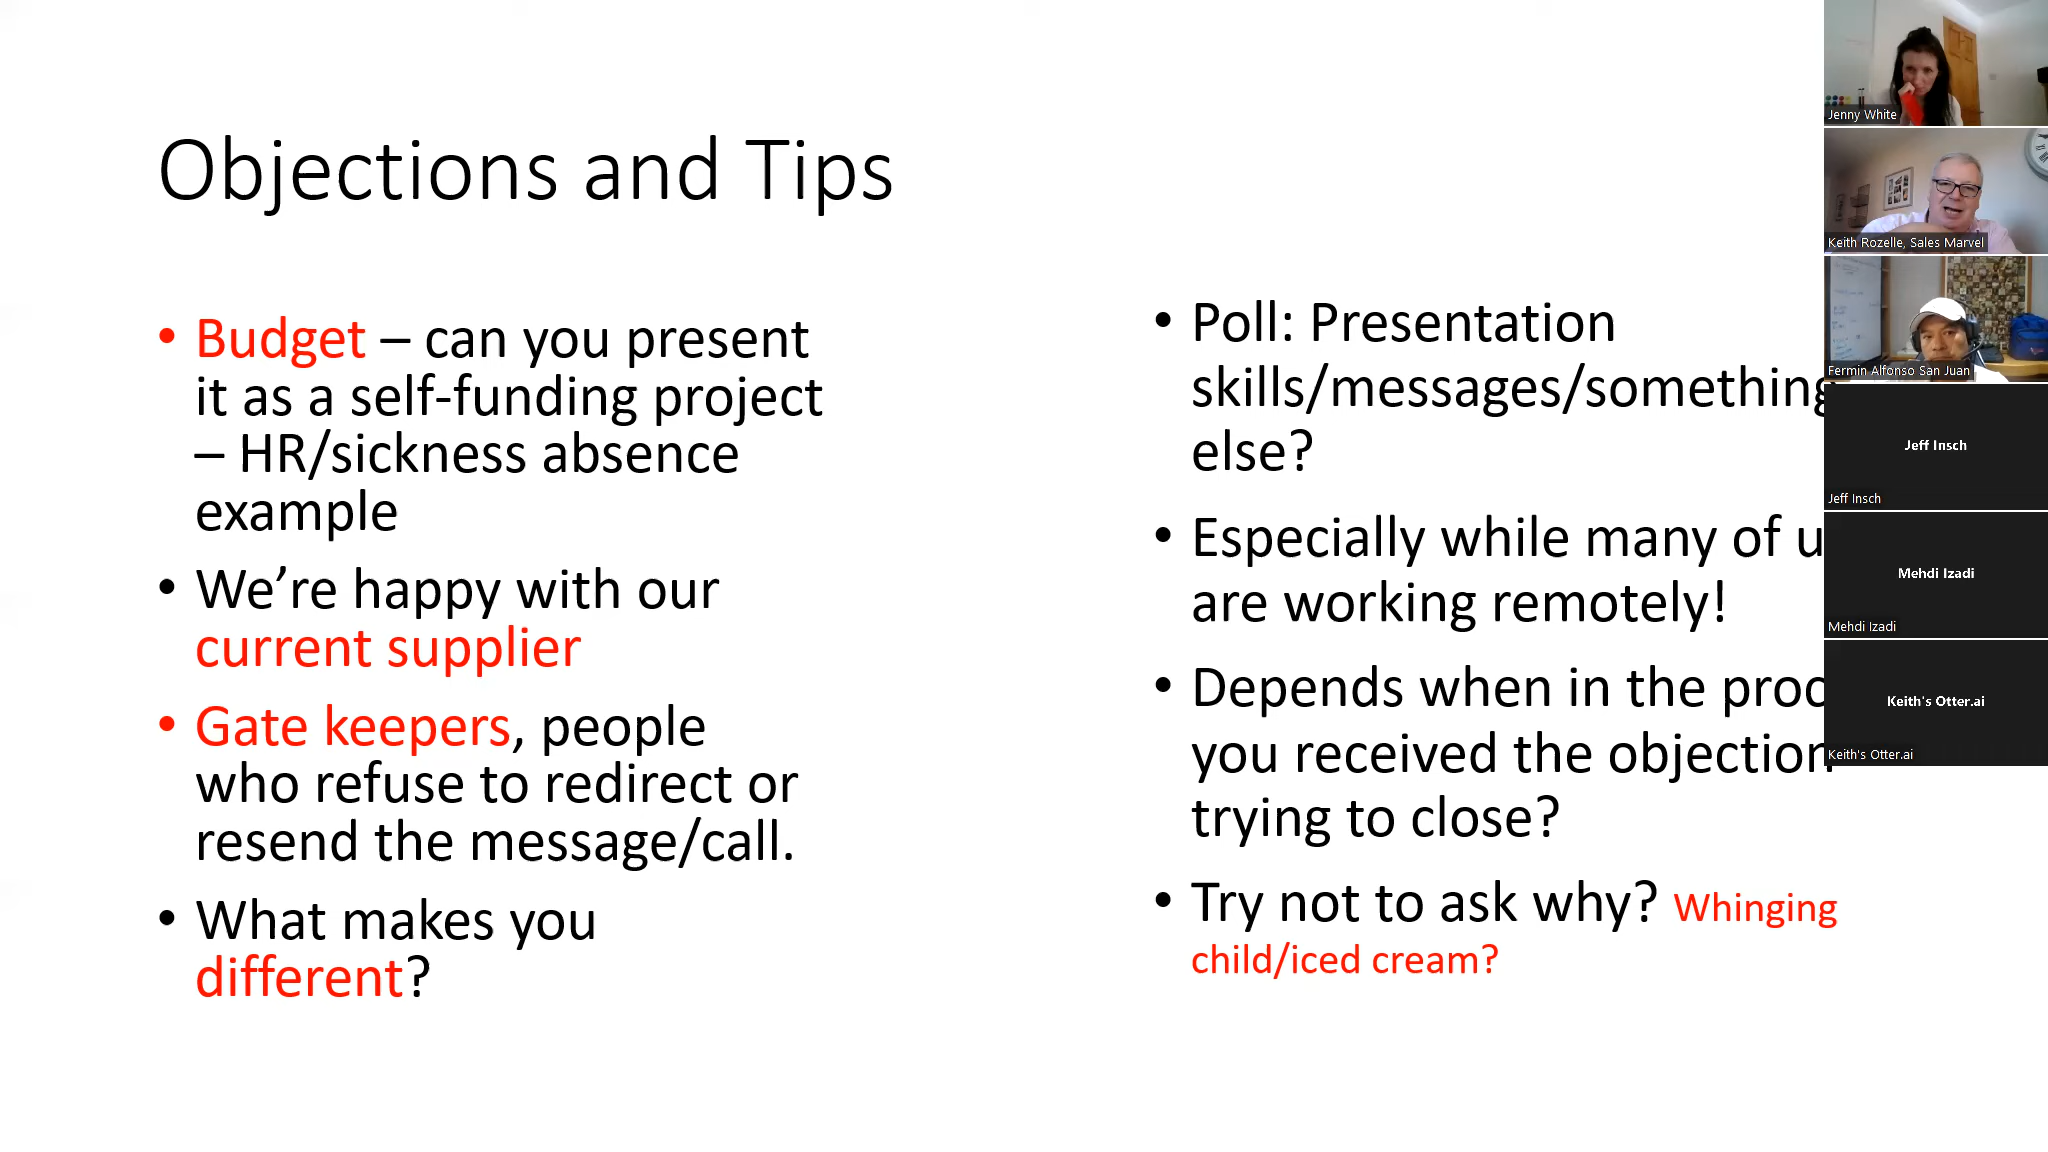 Objections and Tips
• Budget – can you present
it as a self-funding project
– HR/sickness absence
example
• We’re happy with our
current supplier
• Gate keepers, people
who refuse to redirect or
resend the message/call.
• What makes you
different?
• Poll: Presentation
skills/messages/something
else?
• Especially while many of u
are working remotely!
• Depends when in the proc
you received the objection
trying to close?
• Try not to ask why? Whinging
child/iced cream?
Jenny White
Keith Rozelle, Sales Marvel
Fermin Alfonso San Juan
Jeff Insch
Jeff Insch
Mehdi Izadi
Mehdi Izadi
Keith's Otter.ai
Keith's Otter.ai